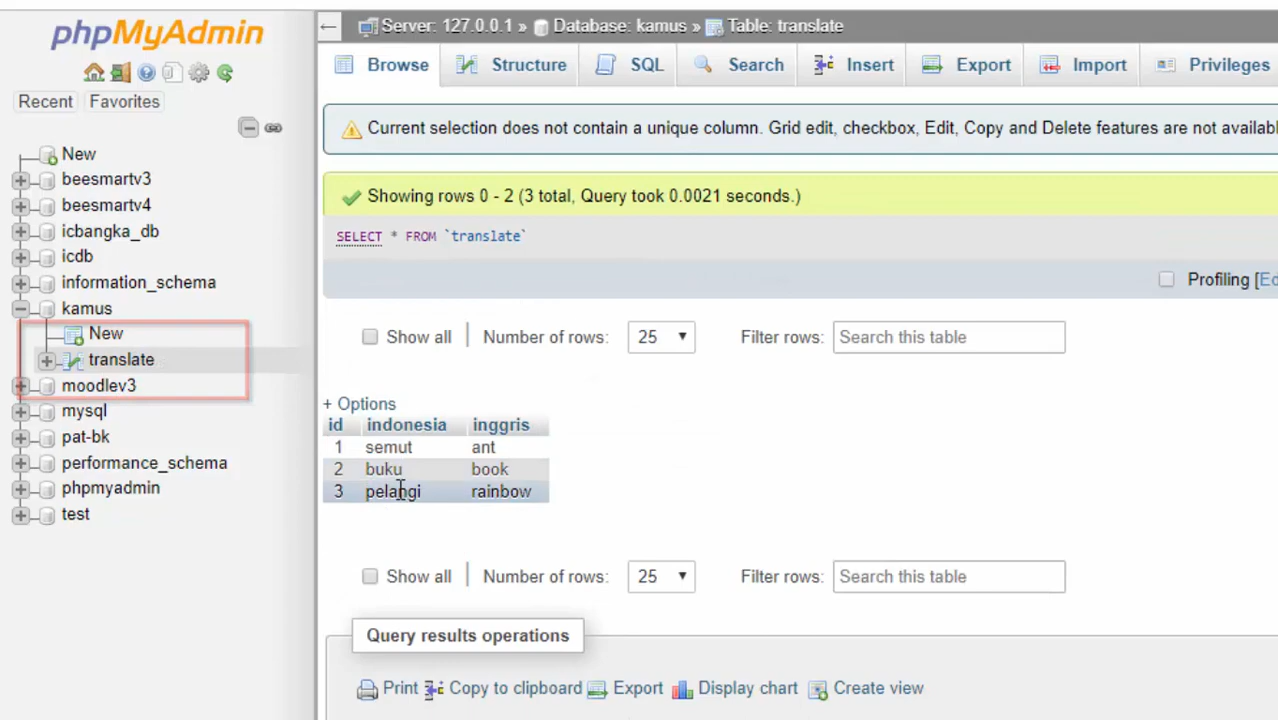 phpMyAdmin
Recent Favorites
New
beesmartv3
beesmartv4
icbangka_db
icdb
information_schema
kamus
New
translate
moodlev3
mysql
pat-bk
performance_schema
phpmyadmin
test
Server: 127.0.0.1 » Database: kamus » Table: translate
Browse Structure SQL Search Insert Export Import Privileges
Current selection does not contain a unique column. Grid edit, checkbox, Edit, Copy and Delete features are not availabl
Showing rows 0 - 2 (3 total, Query took 0.0021 seconds.)
SELECT * FROM `translate`
Profiling [Ed
Show all Number of rows: 25 Filter rows: Search this table
+ Options
id indonesia inggris
1 semut ant
2 buku book
3 pelangi rainbow
Show all Number of rows: 25 Filter rows: Search this table
Query results operations
Print Copy to clipboard Export Display chart Create view